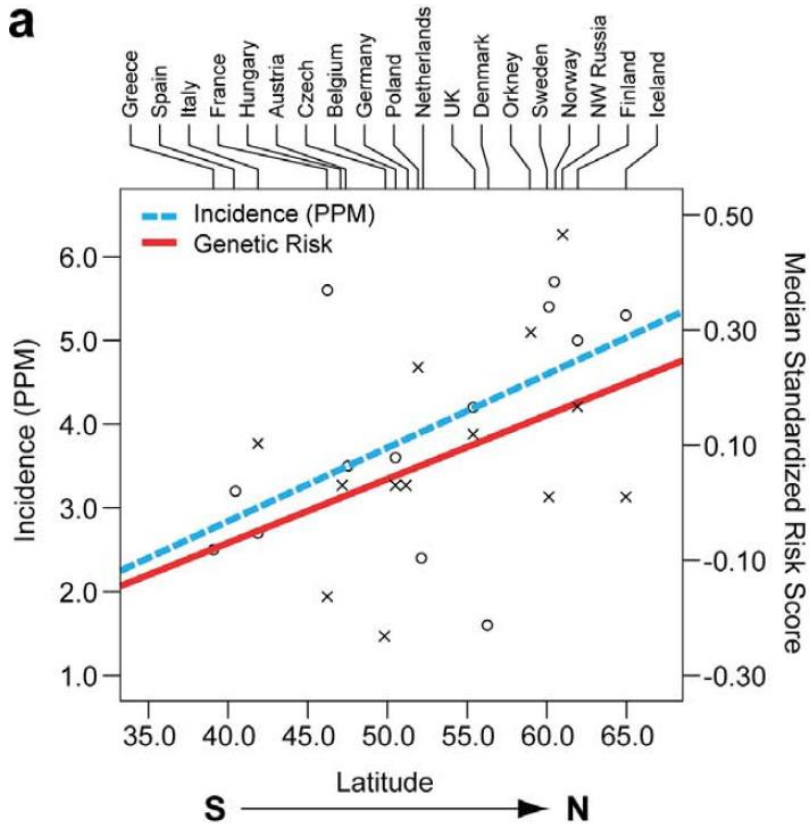 a
Greece
Spain
Italy
France
Hungary
Austria
Czech
Belgium
Germany
Poland
Netherlands
UK
Denmark
Orkney
Sweden
Norway
NW Russia
Finland
Iceland
Incidence (PPM)
Genetic Risk
6.0
5.0
4.0
3.0
2.0
1.0
Incidence (PPM)
0.50
0.30
0.10
-0.10
-0.30
Median Standardized Risk Score
35.0 40.0 45.0 50.0 55.0 60.0 65.0
Latitude
S N